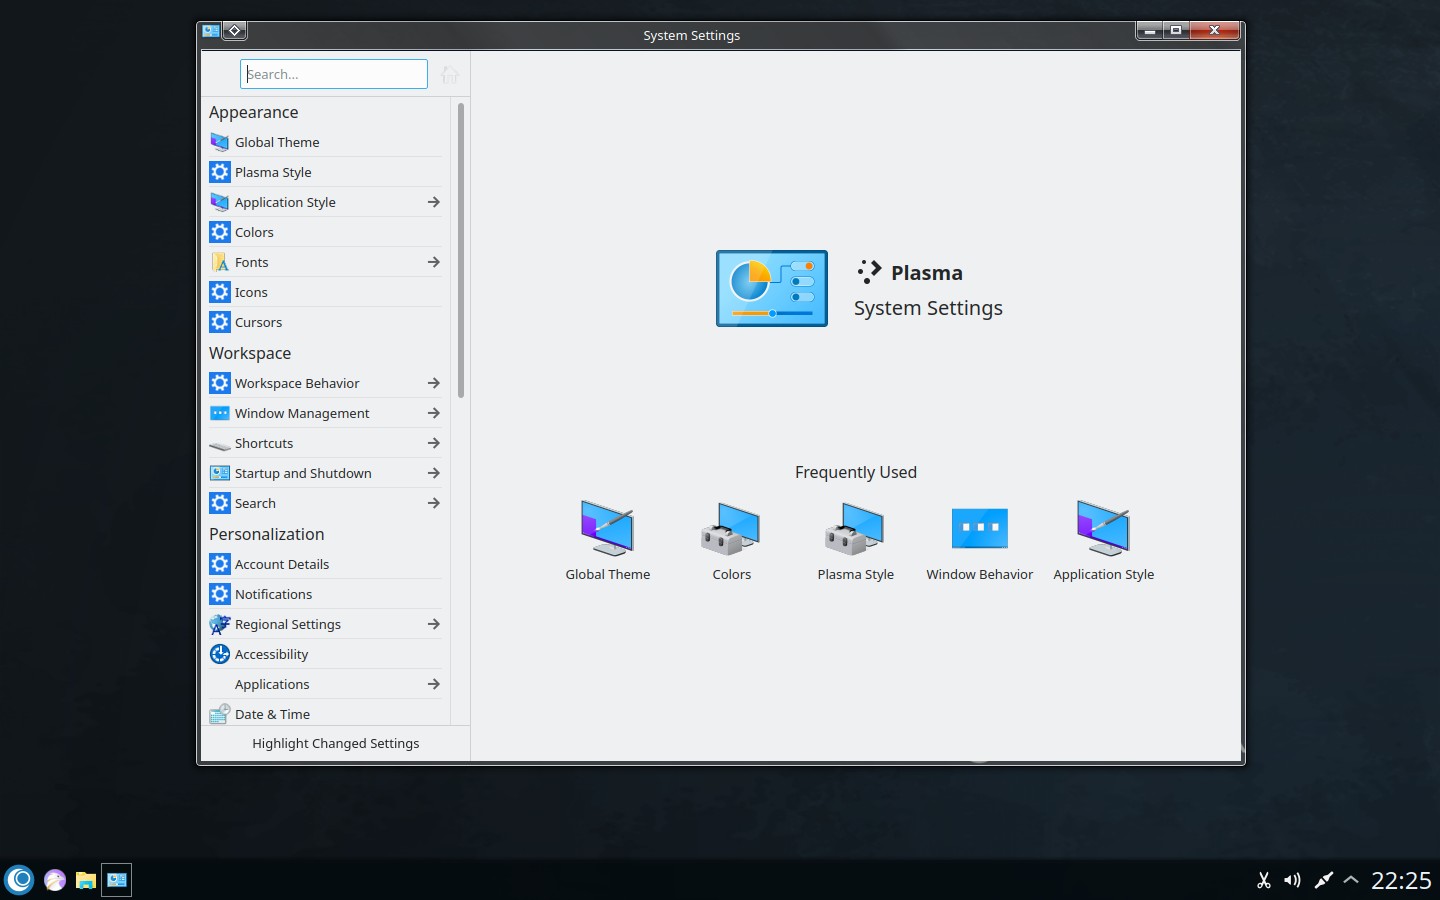 System Settings
Search...
Appearance
Global Theme
Plasma Style
Application Style
Colors
Fonts
Icons
Cursors
Workspace
Workspace Behavior
Window Management
Shortcuts
Startup and Shutdown
Search
Personalization
Account Details
Notifications
Regional Settings
Accessibility
Applications
Date & Time
Highlight Changed Settings
Plasma
System Settings
Frequently Used
Global Theme
Colors
Plasma Style
Window Behavior
Application Style
22:25